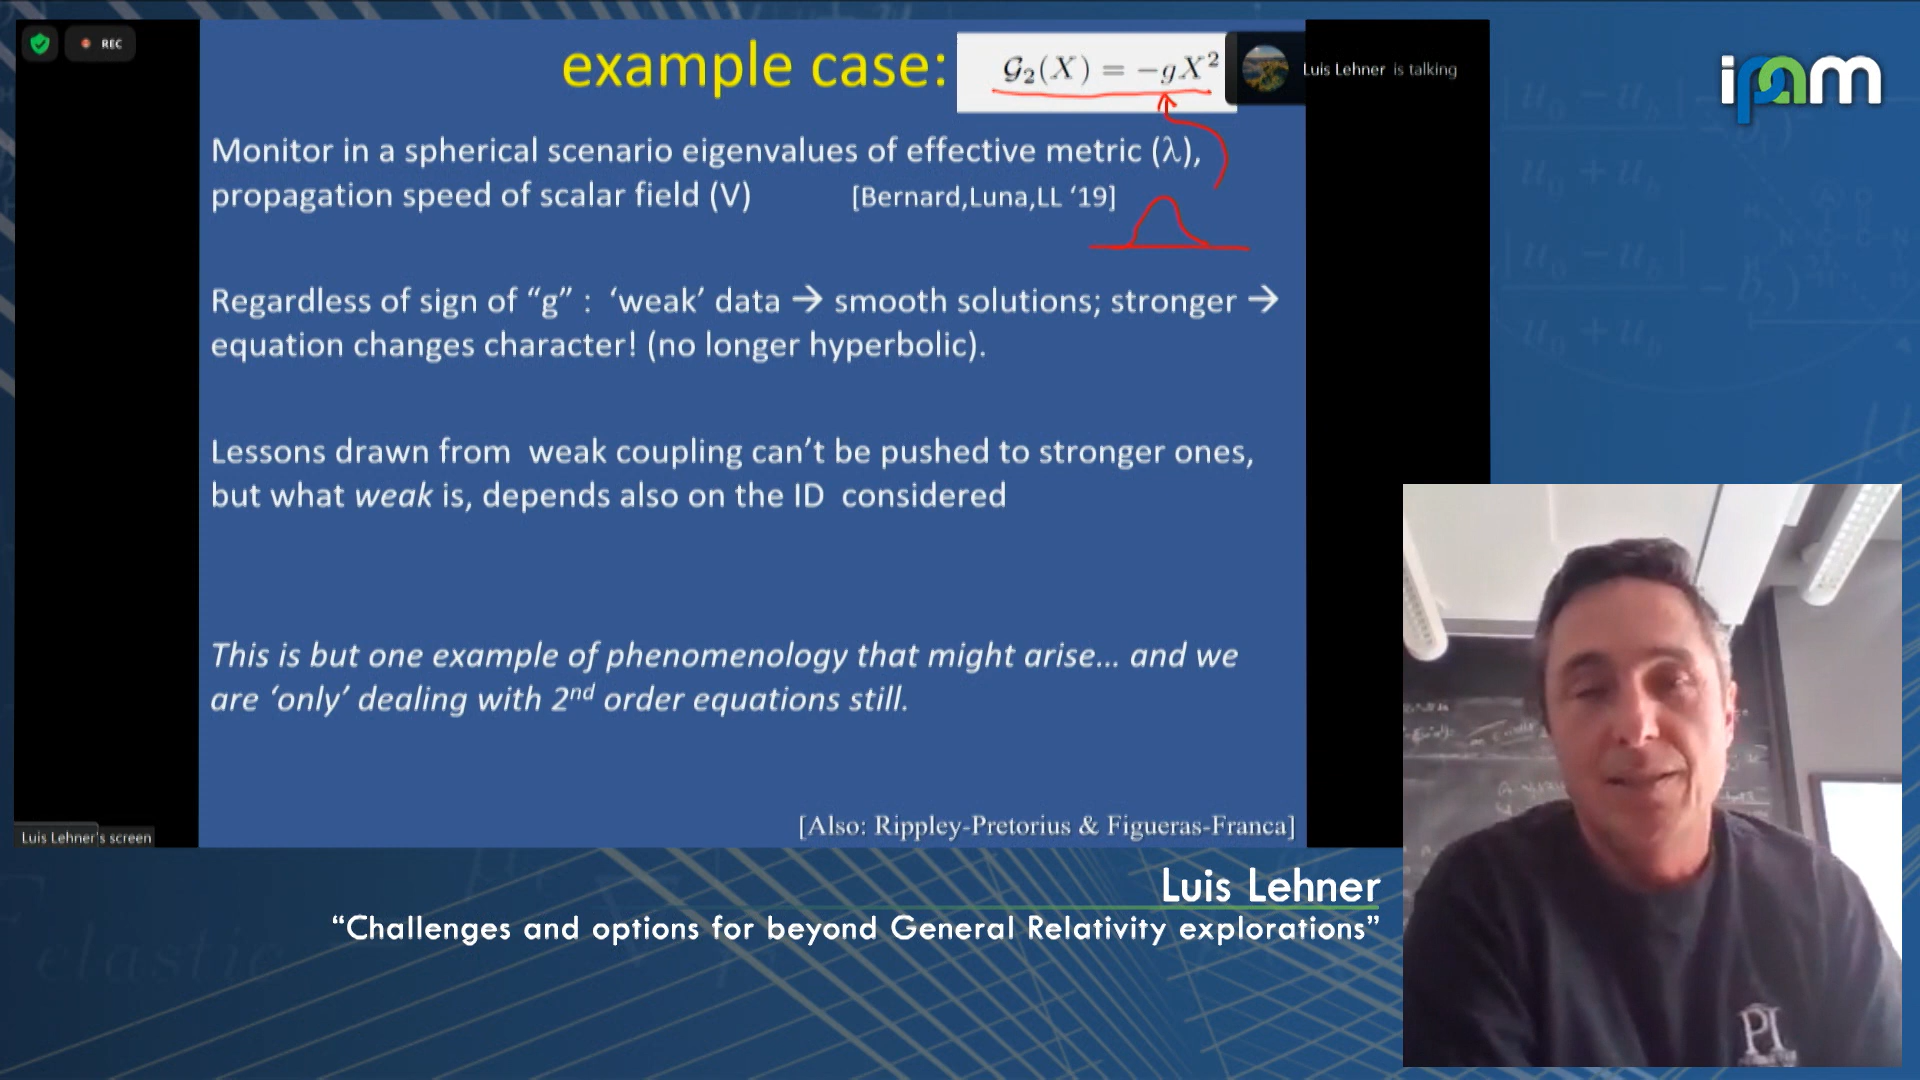 REC
example case:
𝒢₂(X) = −gX²
Luis Lehner is talking
ipam
Monitor in a spherical scenario eigenvalues of effective metric (λ),
propagation speed of scalar field (V) [Bernard,Luna,LL ‘19]
Regardless of sign of “g” : ‘weak’ data → smooth solutions; stronger →
equation changes character! (no longer hyperbolic).
Lessons drawn from weak coupling can’t be pushed to stronger ones,
but what weak is, depends also on the ID considered
This is but one example of phenomenology that might arise... and we
are ‘only’ dealing with 2nd order equations still.
[Also: Rippley-Pretorius & Figueras-Franca]
Luis Lehner's screen
Luis Lehner
“Challenges and options for beyond General Relativity explorations”
elastic
PI